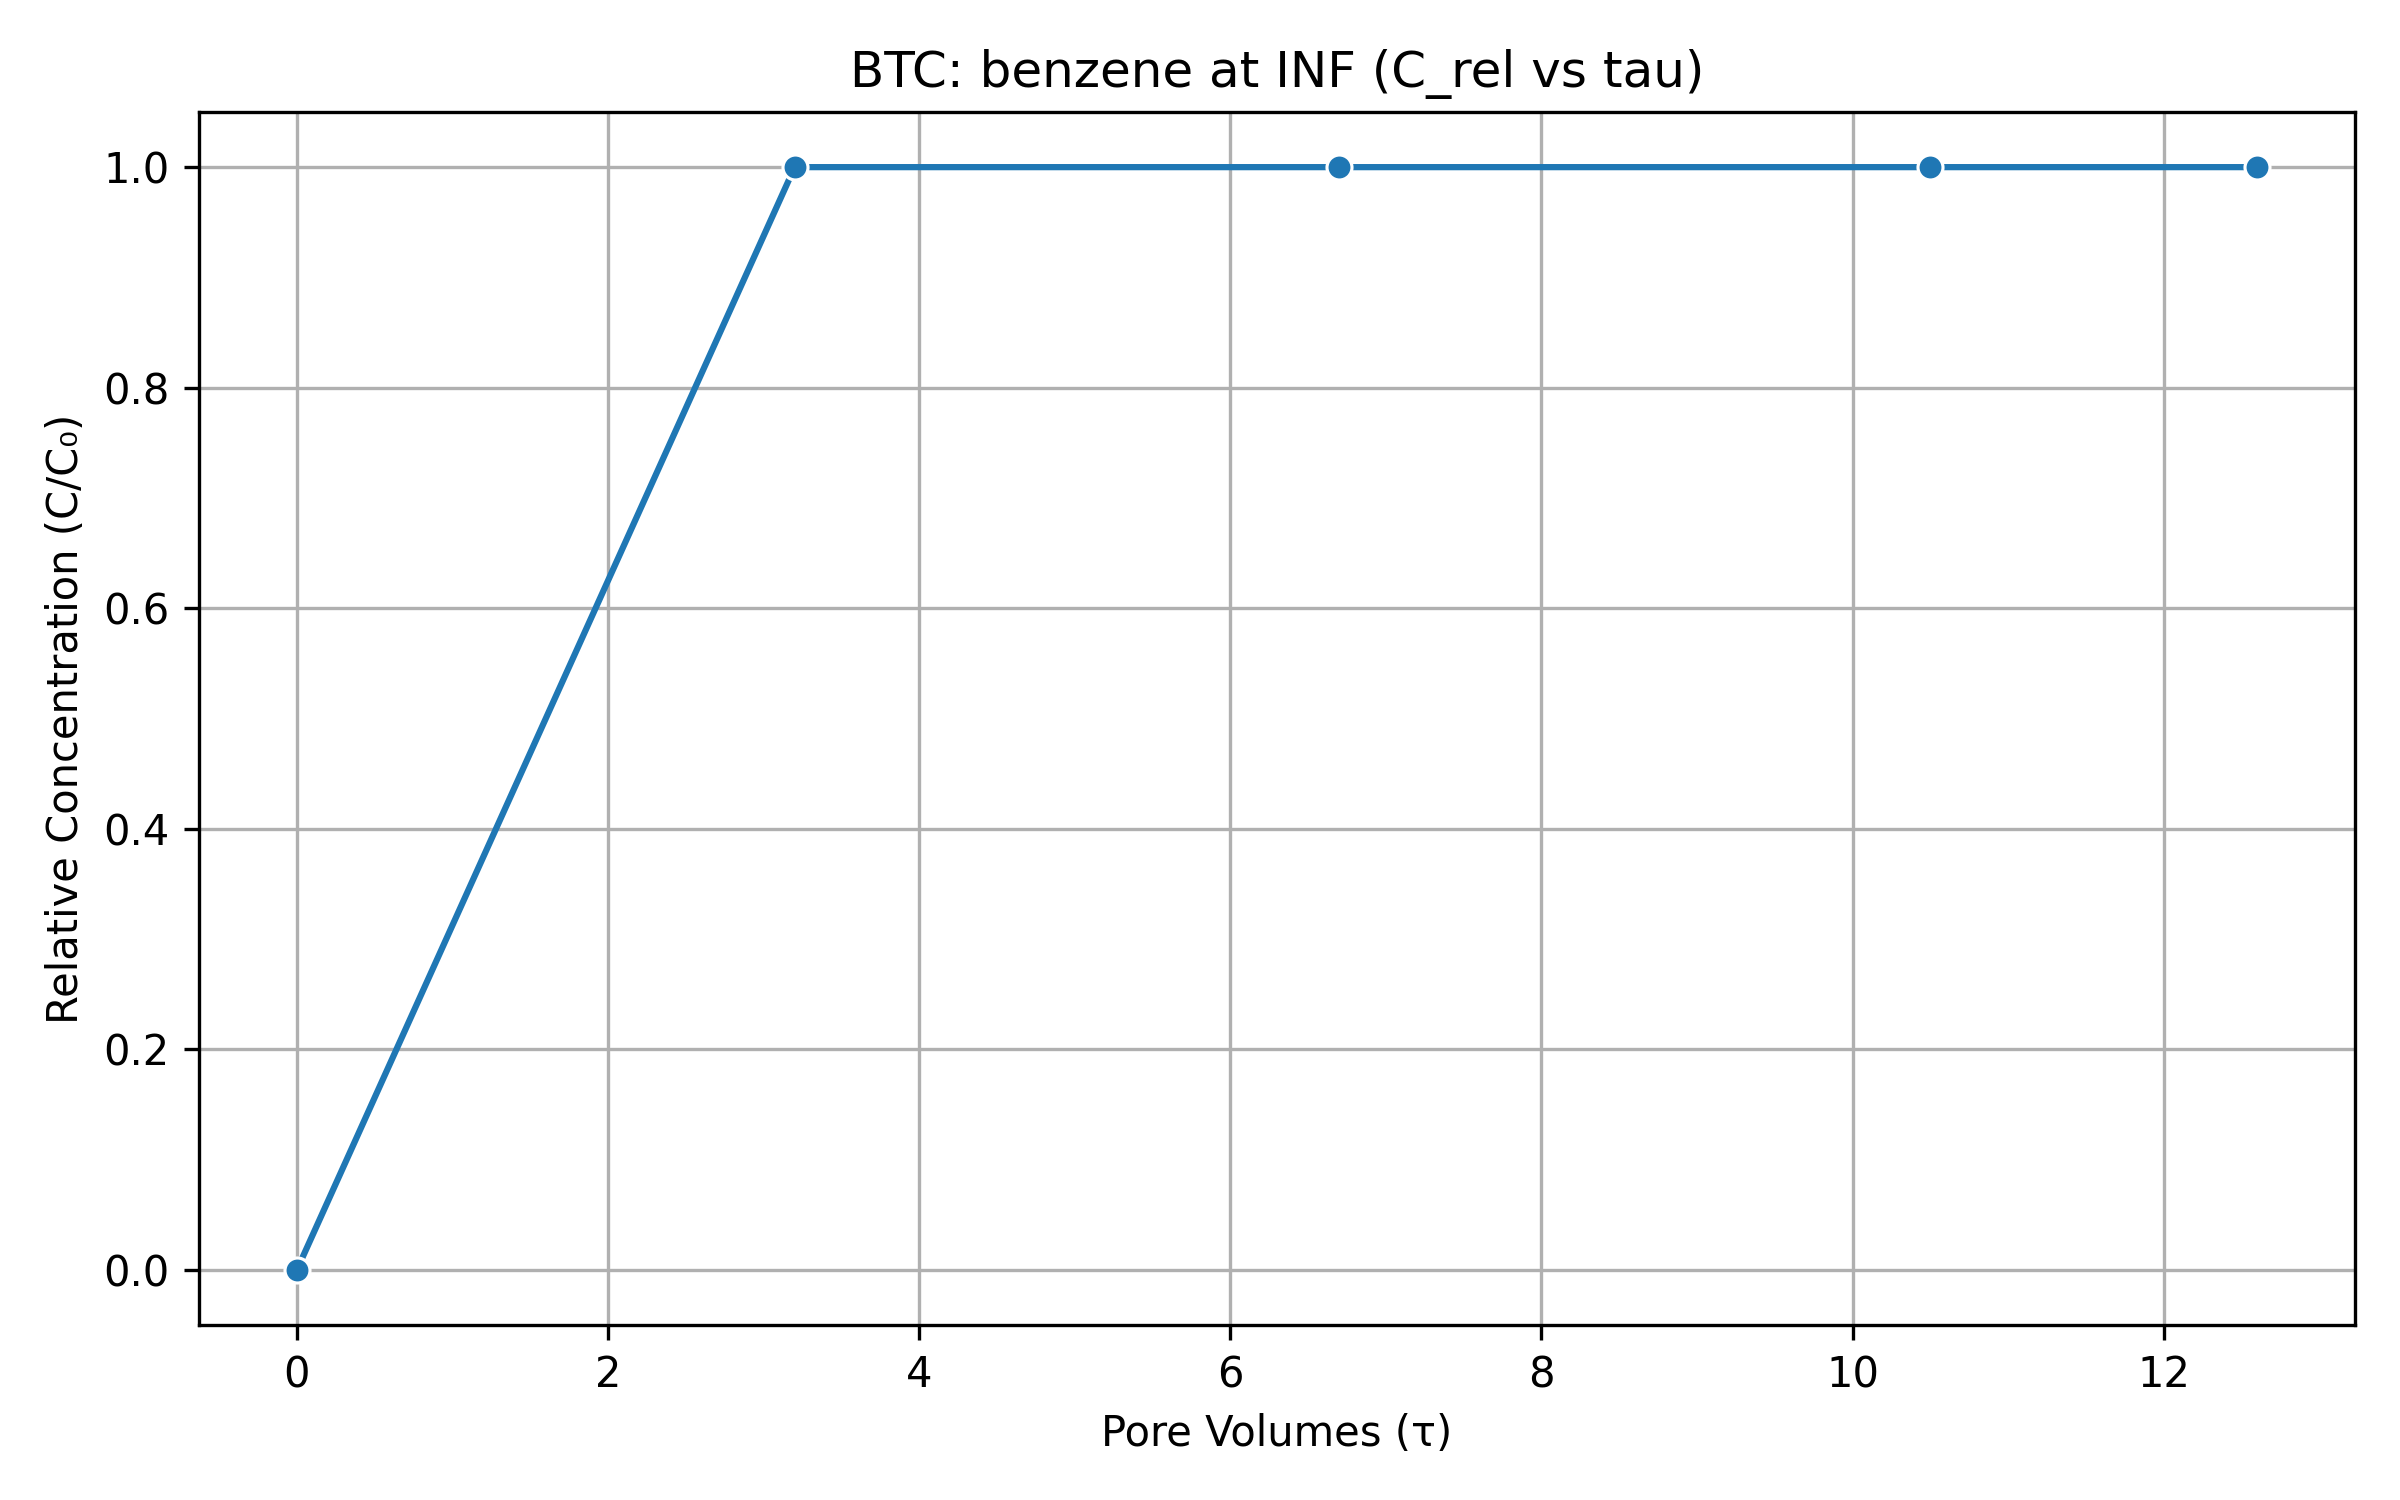 BTC: benzene at INF (C_rel vs tau)
Relative Concentration (C/C₀)
1.0
0.8
0.6
0.4
0.2
0.0
0 2 4 6 8 10 12
Pore Volumes (τ)